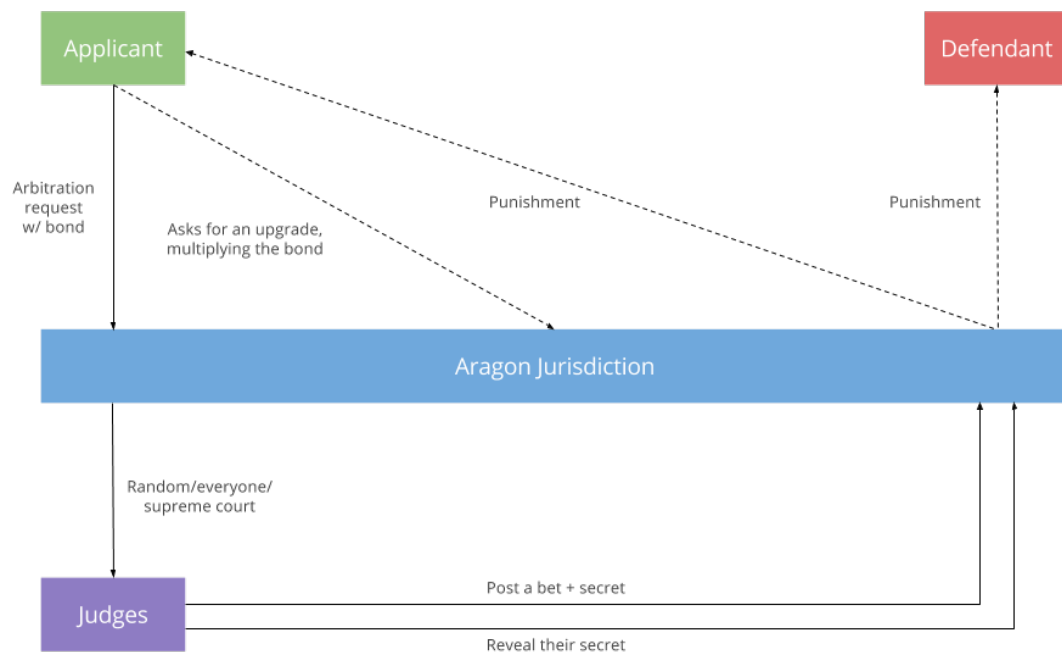 Applicant
Defendant
Arbitration
request
w/ bond
Asks for an upgrade,
multiplying the bond
Punishment
Punishment
Aragon Jurisdiction
Random/everyone/
supreme court
Judges
Post a bet + secret
Reveal their secret